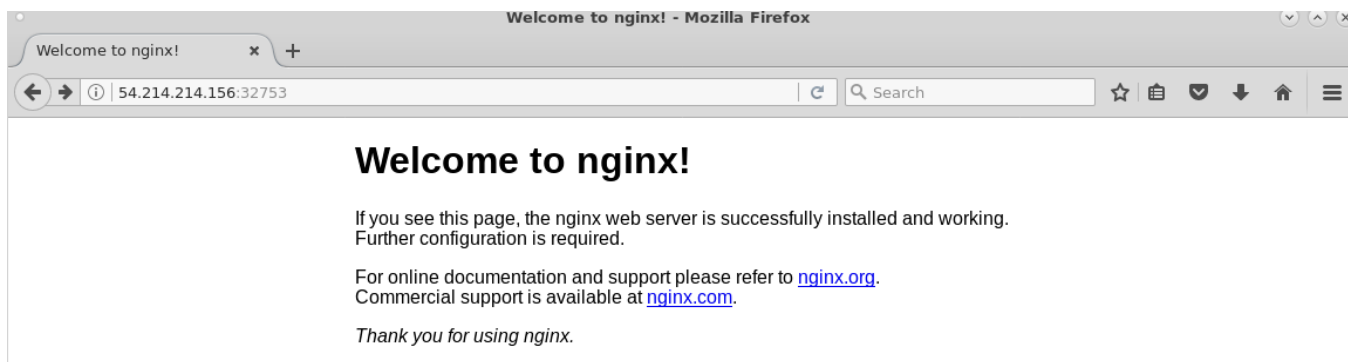 Welcome to nginx! - Mozilla Firefox
Welcome to nginx!
54.214.214.156:32753
Search
Welcome to nginx!
If you see this page, the nginx web server is successfully installed and working.
Further configuration is required.
For online documentation and support please refer to nginx.org.
Commercial support is available at nginx.com.
Thank you for using nginx.